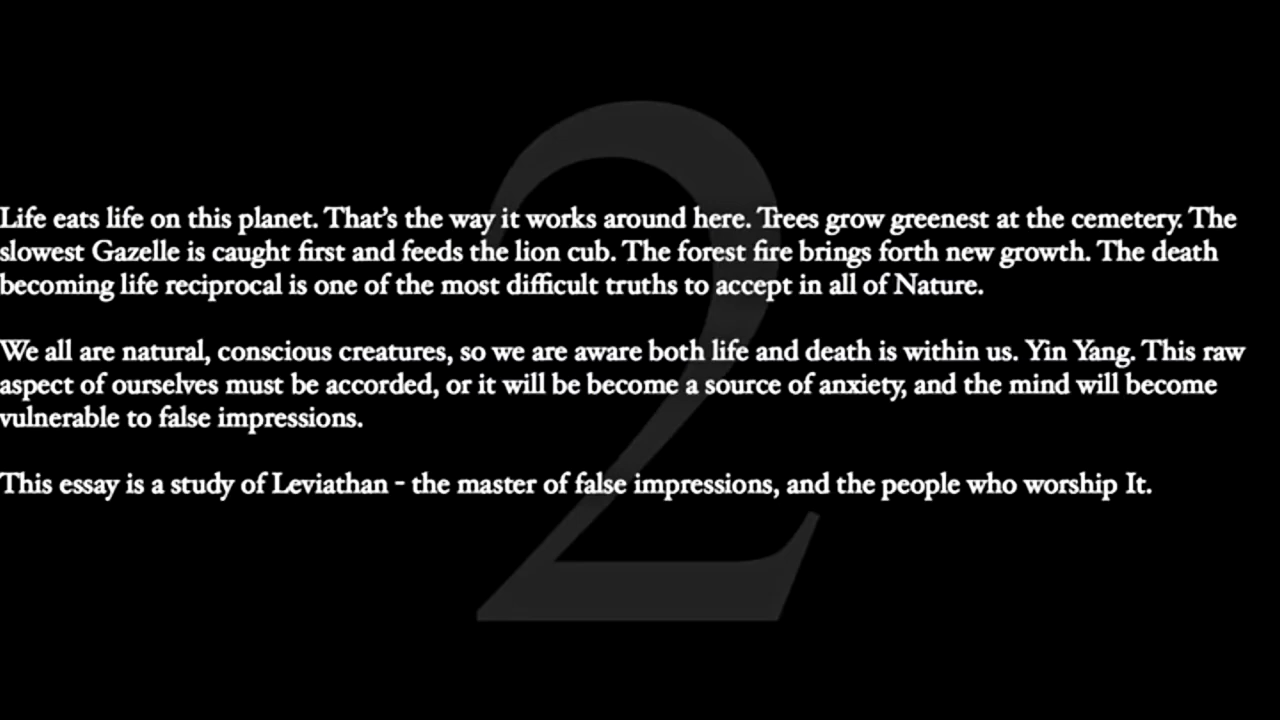 2
Life eats life on this planet. That's the way it works around here. Trees grow greenest at the cemetery. The
slowest Gazelle is caught first and feeds the lion cub. The forest fire brings forth new growth. The death
becoming life reciprocal is one of the most difficult truths to accept in all of Nature.
We all are natural, conscious creatures, so we are aware both life and death is within us. Yin Yang. This raw
aspect of ourselves must be accorded, or it will be become a source of anxiety, and the mind will become
vulnerable to false impressions.
This essay is a study of Leviathan - the master of false impressions, and the people who worship It.